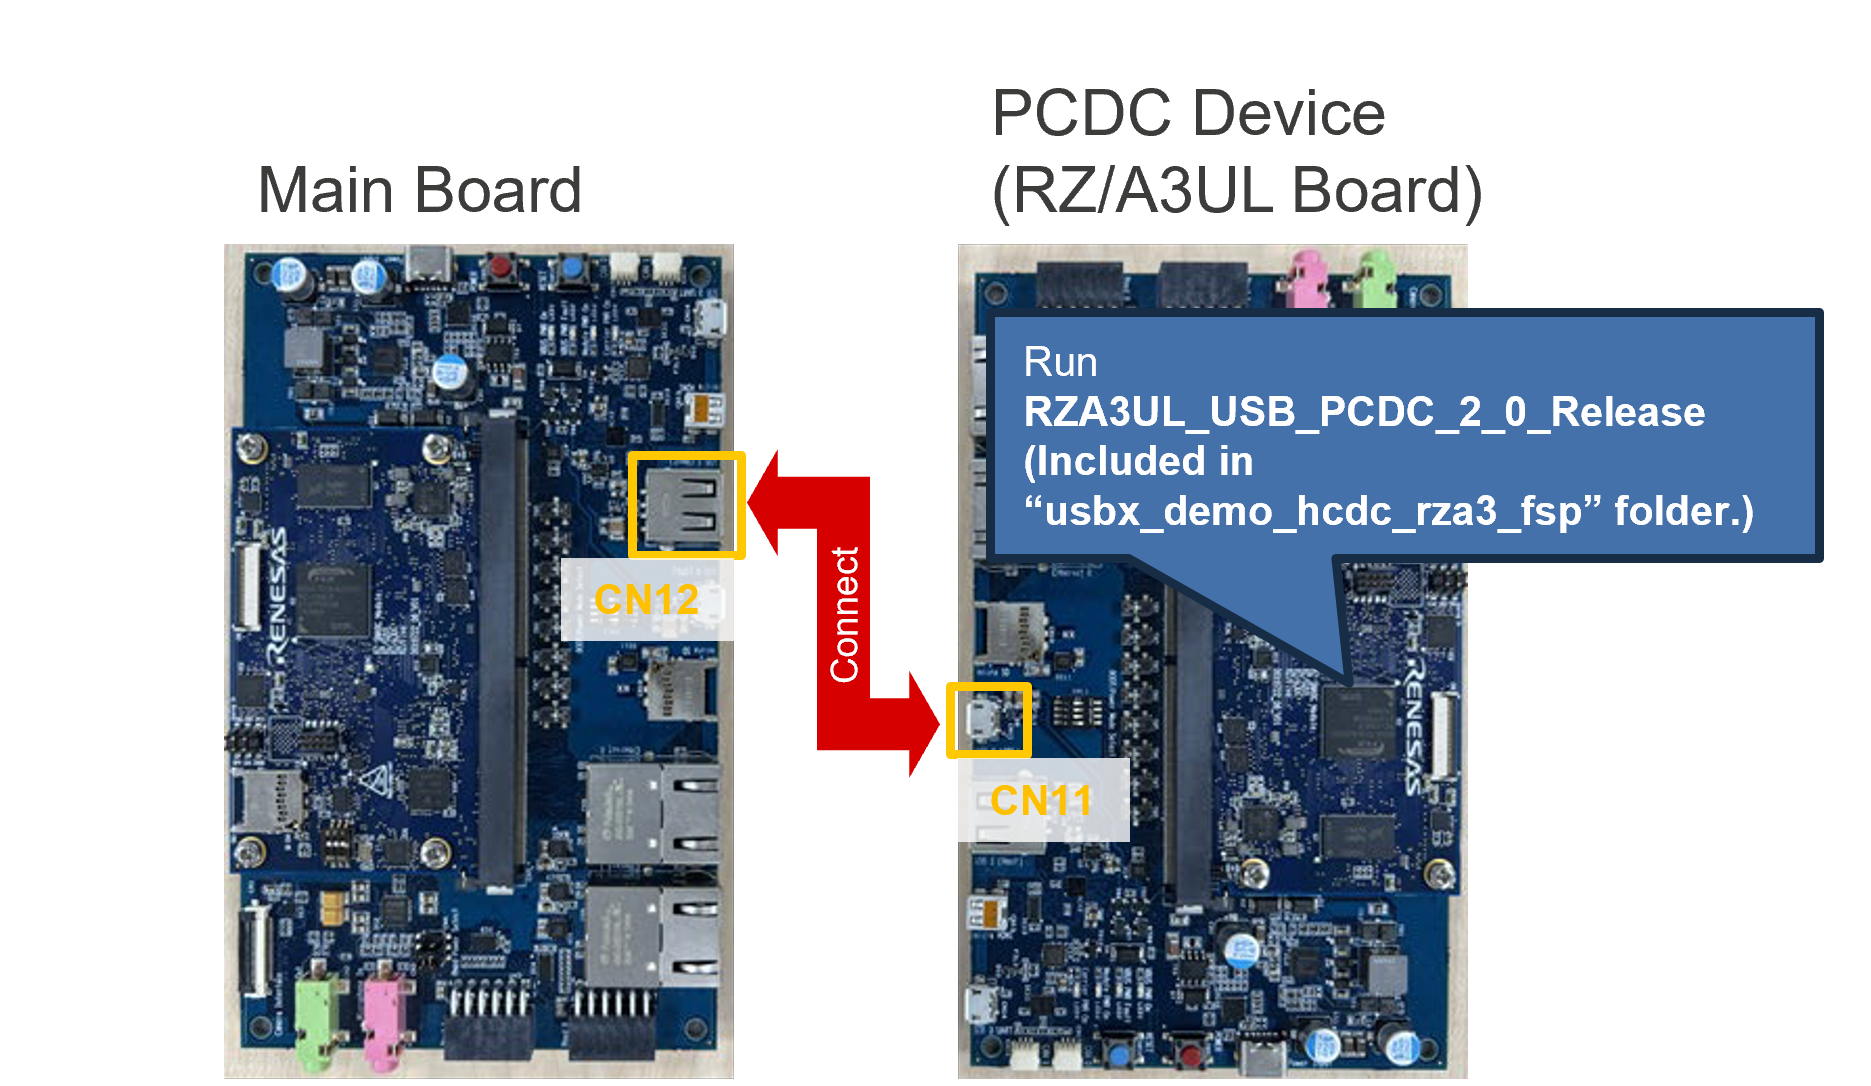 PCDC Device
Main Board
(RZ/A3UL Board)
Run
RZA3UL_USB_PCDC_2_0_Release
(Included in
“usbx_demo_hcdc_rza3_fsp” folder.)
Connect
CN12
CN11
RENESAS
RENESAS